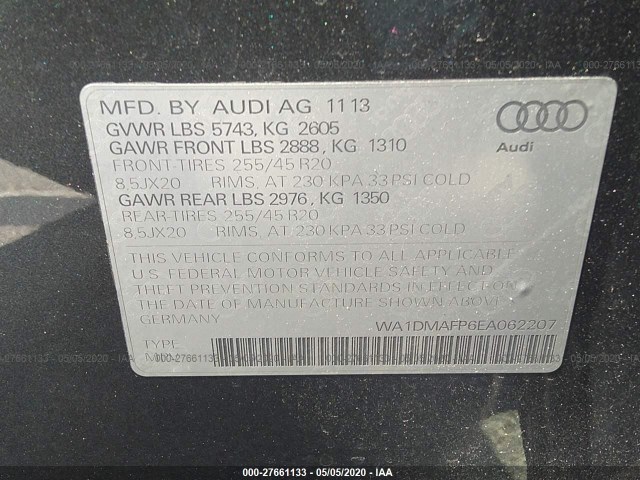 MFD. BY AUDI AG 11 13
GVWR LBS 5743, KG 2605
GAWR FRONT LBS 2888, KG 1310
FRONT-TIRES 255/45 R20
8,5JX20 RIMS, AT 230 KPA 33 PSI COLD
GAWR REAR LBS 2976, KG 1350
REAR-TIRES 255/45 R20
8,5JX20 RIMS, AT 230 KPA 33 PSI COLD
Audi
THIS VEHICLE CONFORMS TO ALL APPLICABLE
U.S. FEDERAL MOTOR VEHICLE SAFETY AND
THEFT PREVENTION STANDARDS IN EFFECT ON
THE DATE OF MANUFACTURE SHOWN ABOVE
GERMANY
WA1DMAFP6EA062207
TYPE
000-27661133 - 05/05/2020 - IAA